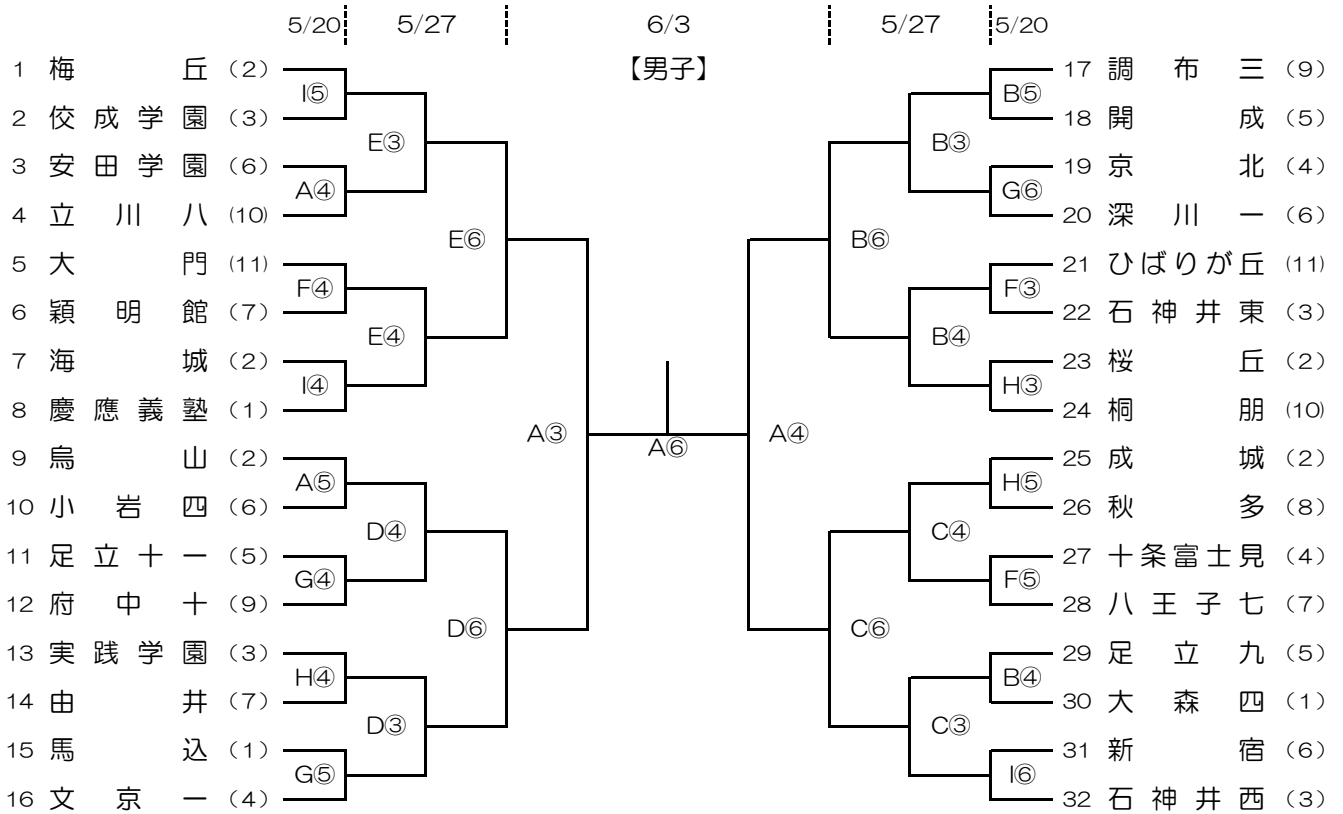 5/20 5/27 6/3 5/27 5/20
【男子】
1 梅丘 (2)
I⑤
2 佼成学園 (3)
E③
3 安田学園 (6)
A④
4 立川八 (10)
E⑥
5 大門 (11)
F④
6 穎明館 (7)
E④
7 海城 (2)
I④
8 慶應義塾 (1)
A③
9 烏山 (2)
A⑤
10 小岩四 (6)
D④
11 足立十一 (5)
G④
12 府中十 (9)
D⑥
13 実践学園 (3)
H④
14 由井 (7)
D③
15 馬込 (1)
G⑤
16 文京一 (4)
A⑥
17 調布三 (9)
B⑤
18 開成 (5)
B③
19 京北 (4)
G⑥
20 深川一 (6)
B⑥
21 ひばりが丘 (11)
F③
22 石神井東 (3)
B④
23 桜丘 (2)
H③
24 桐朋 (10)
A④
25 成城 (2)
H⑤
26 秋多 (8)
C④
27 十条富士見 (4)
F⑤
28 八王子七 (7)
C⑥
29 足立九 (5)
B④
30 大森四 (1)
C③
31 新宿 (6)
I⑥
32 石神井西 (3)